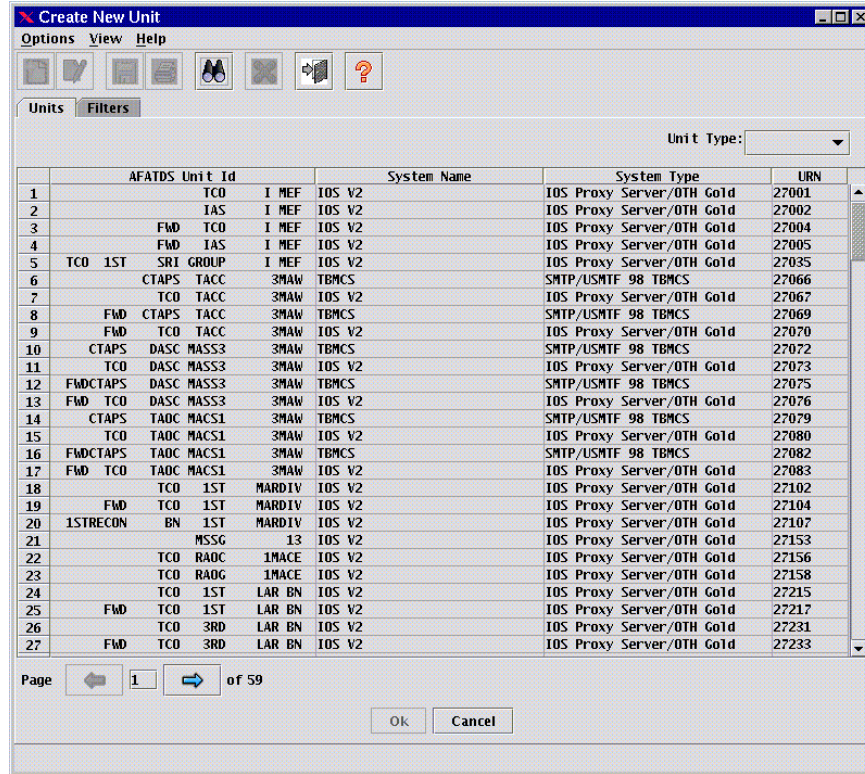 Create New Unit
Options View Help
Units Filters
Unit Type:
AFATDS Unit Id System Name System Type URN
1 TCO I MEF IOS V2 IOS Proxy Server/OTH Gold 27001
2 IAS I MEF IOS V2 IOS Proxy Server/OTH Gold 27002
3 FWD TCO I MEF IOS V2 IOS Proxy Server/OTH Gold 27004
4 FWD IAS I MEF IOS V2 IOS Proxy Server/OTH Gold 27005
5 TCO 1ST SRI GROUP I MEF IOS V2 IOS Proxy Server/OTH Gold 27035
6 CTAPS TACC 3MAW TBMCS SMTP/USMTF 98 TBMCS 27066
7 TCO TACC 3MAW IOS V2 IOS Proxy Server/OTH Gold 27067
8 FWD CTAPS TACC 3MAW TBMCS SMTP/USMTF 98 TBMCS 27069
9 FWD TCO TACC 3MAW IOS V2 IOS Proxy Server/OTH Gold 27070
10 CTAPS DASC MASS3 3MAW TBMCS SMTP/USMTF 98 TBMCS 27072
11 TCO DASC MASS3 3MAW IOS V2 IOS Proxy Server/OTH Gold 27073
12 FWDCTAPS DASC MASS3 3MAW TBMCS SMTP/USMTF 98 TBMCS 27075
13 FWD TCO DASC MASS3 3MAW IOS V2 IOS Proxy Server/OTH Gold 27076
14 CTAPS TAOC MACS1 3MAW TBMCS SMTP/USMTF 98 TBMCS 27079
15 TCO TAOC MACS1 3MAW IOS V2 IOS Proxy Server/OTH Gold 27080
16 FWDCTAPS TAOC MACS1 3MAW TBMCS SMTP/USMTF 98 TBMCS 27082
17 FWD TCO TAOC MACS1 3MAW IOS V2 IOS Proxy Server/OTH Gold 27083
18 TCO 1ST MARDIV IOS V2 IOS Proxy Server/OTH Gold 27102
19 FWD TCO 1ST MARDIV IOS V2 IOS Proxy Server/OTH Gold 27104
20 1STRECON BN 1ST MARDIV IOS V2 IOS Proxy Server/OTH Gold 27107
21 MSSG 13 IOS V2 IOS Proxy Server/OTH Gold 27153
22 TCO RAOC 1MACE IOS V2 IOS Proxy Server/OTH Gold 27156
23 TCO RAOG 1MACE IOS V2 IOS Proxy Server/OTH Gold 27158
24 TCO 1ST LAR BN IOS V2 IOS Proxy Server/OTH Gold 27215
25 FWD TCO 1ST LAR BN IOS V2 IOS Proxy Server/OTH Gold 27217
26 TCO 3RD LAR BN IOS V2 IOS Proxy Server/OTH Gold 27231
27 FWD TCO 3RD LAR BN IOS V2 IOS Proxy Server/OTH Gold 27233
Page 1 of 59
Ok Cancel